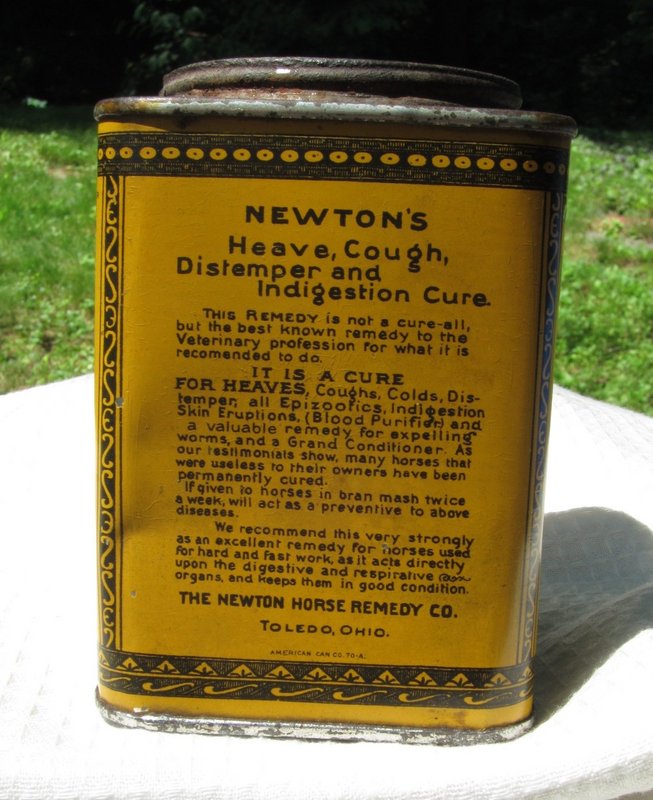 NEWTON'S
Heave, Cough,
Distemper and
Indigestion Cure.
THIS REMEDY is not a cure-all,
but the best known remedy to the
Veterinary profession for what it is
recomended to do.
IT IS A CURE
FOR HEAVES, Coughs, Colds, Dis-
temper, all Epizootics, Indigestion
Skin Eruptions, (Blood Purifier) and
a valuable remedy for expelling
worms, and a Grand Conditioner. As
our testimonials show, many horses that
were useless to their owners have been
permanently cured.
If given to horses in bran mash twice
a week, will act as a preventive to above
diseases.
We recommend this very strongly
as an excellent remedy for horses used
for hard and fast work, as it acts directly
upon the digestive and respirative
organs, and keeps them in good condition.
THE NEWTON HORSE REMEDY CO.
TOLEDO, OHIO.
AMERICAN CAN CO. 70-A.